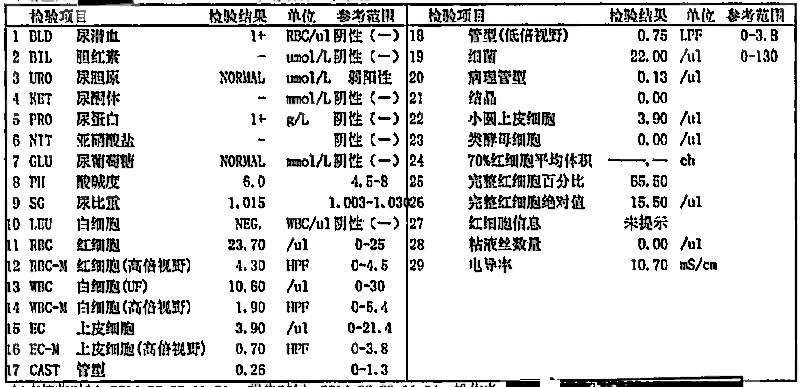 检验项目 检验结果 单位 参考范围
1 BLD 尿潜血 1+ RBC/ul 阴性（—）
2 BIL 胆红素 - umol/L 阴性（—）
3 URO 尿胆原 NORMAL umol/L 弱阳性
4 KET 尿酮体 - mmol/L 阴性（—）
5 PRO 尿蛋白 1+ g/L 阴性（—）
6 NIT 亚硝酸盐 - 阴性（—）
7 GLU 尿葡萄糖 NORMAL mmol/L 阴性（—）
8 PH 酸碱度 6.0 4.5-8
9 SG 尿比重 1.015 1.003-1.030
10 LEU 白细胞 NEG. WBC/ul 阴性（—）
11 RBC 红细胞 23.70 /ul 0-25
12 RBC-M 红细胞(高倍视野) 4.30 HPF 0-4.5
13 WBC 白细胞(UF) 10.60 /ul 0-30
14 WBC-M 白细胞(高倍视野) 1.90 HPF 0-5.4
15 EC 上皮细胞 3.90 /ul 0-21.4
16 EC-M 上皮细胞(高倍视野) 0.70 HPF 0-3.8
17 CAST 管型 0.25 0-1.3
检验项目 检验结果 单位 参考范围
18 管型(低倍视野) 0.75 LPF 0-3.8
19 细菌 22.00 /ul 0-130
20 病理管型 0.13 /ul
21 结晶 0.00
22 小圆上皮细胞 3.90 /ul
23 类酵母细胞 0.00 /ul
24 70%红细胞平均体积 ——.— ch
25 完整红细胞百分比 65.50
26 完整红细胞绝对值 15.50 /ul
27 红细胞信息 未提示
28 粘液丝数量 0.00 /ul
29 电导率 10.70 mS/cm